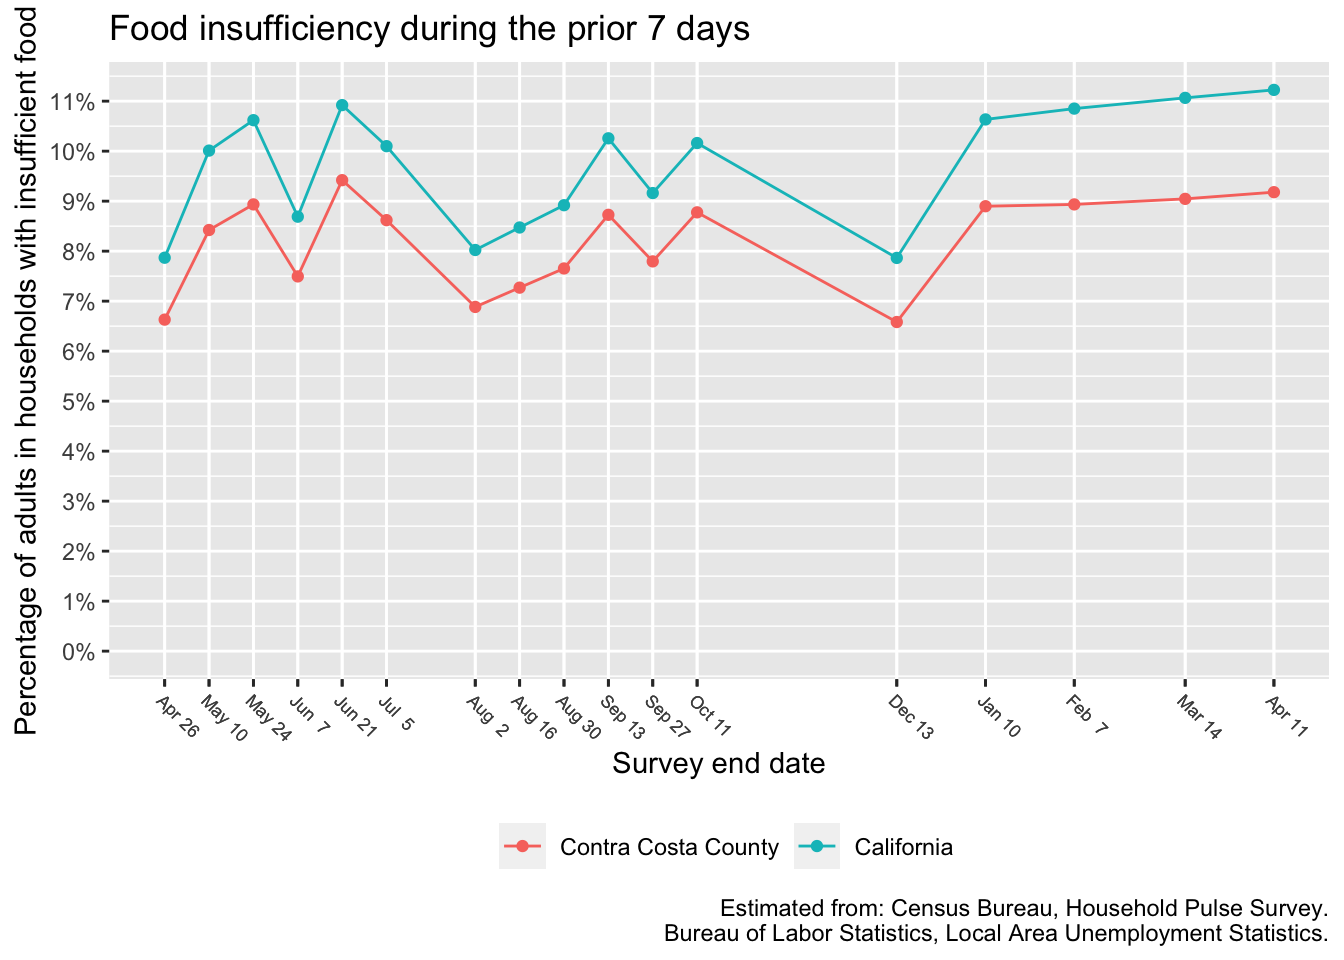 Food insufficiency during the prior 7 days
Percentage of adults in households with insufficient food
11%
10%
9%
8%
7%
6%
5%
4%
3%
2%
1%
0%
Apr 26
May 10
May 24
Jun 7
Jun 21
Jul 5
Aug 2
Aug 16
Aug 30
Sep 13
Sep 27
Oct 11
Dec 13
Jan 10
Feb 7
Mar 14
Apr 11
Survey end date
Contra Costa County
California
Estimated from: Census Bureau, Household Pulse Survey.
Bureau of Labor Statistics, Local Area Unemployment Statistics.